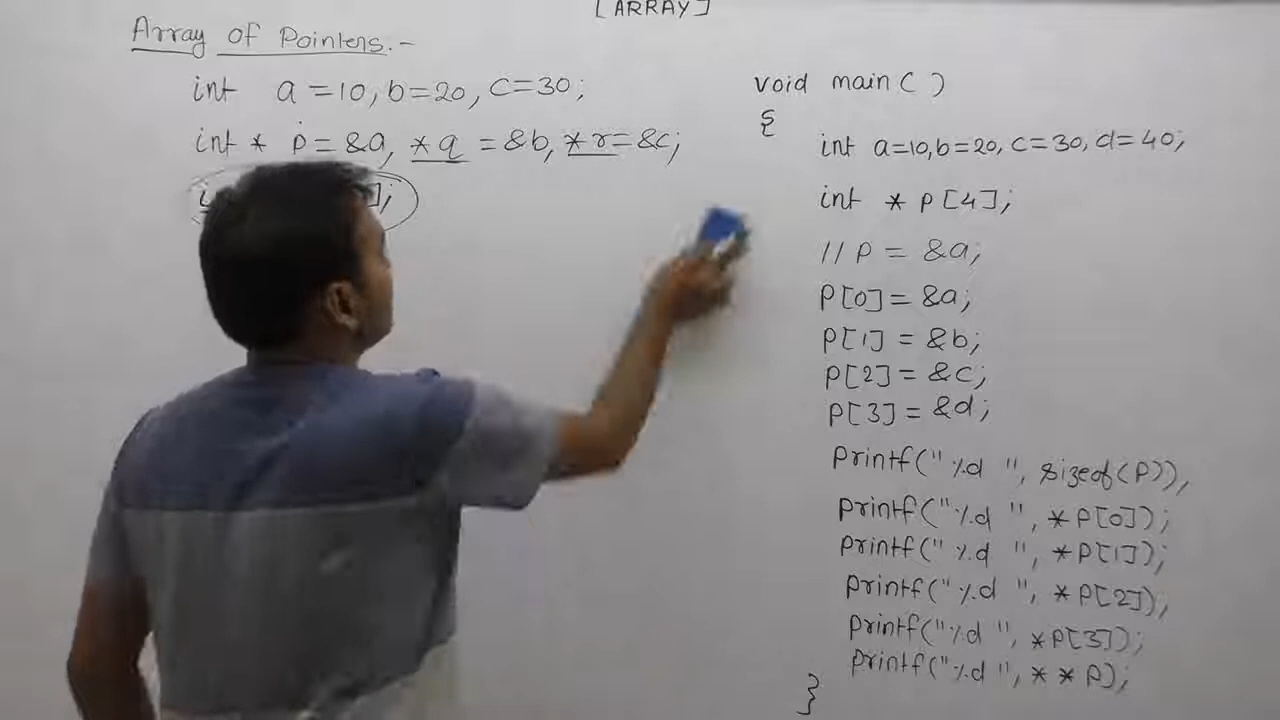 [ARRAY]
Array of Pointers.-
int a=10, b=20, c=30;
int * p = &a, *q = &b, *r=&c;
];
void main( )
{
int a=10,b=20, c=30, d=40;
int * p[4];
// p = &a;
p[0] = &a;
p[1] = &b;
p[2] = &c;
p[3] = &d;
printf("%d ", sizeof(p));
printf("%d ", *p[0]);
printf("%d ", *p[1]);
printf("%d ", *p[2]);
printf("%d ", *p[3]);
printf("%d ", * * p);
}